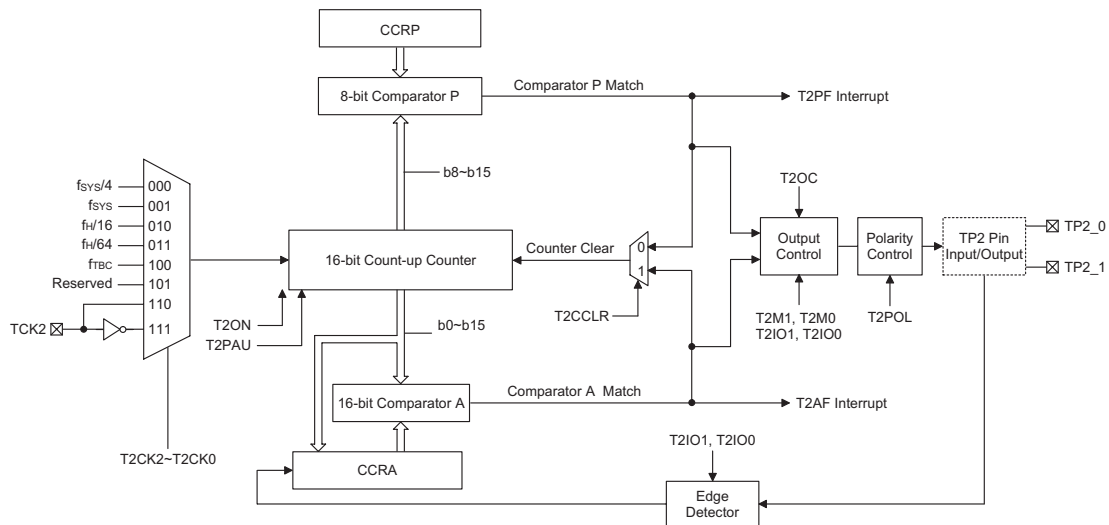 CCRP
8-bit Comparator P
Comparator P Match
T2PF Interrupt
b8~b15
fSYS/4
000
fSYS
001
fH/16
010
fH/64
011
fTBC
100
Reserved
101
110
TCK2
111
T2CK2~T2CK0
16-bit Count-up Counter
T2ON
T2PAU
Counter Clear
0
1
T2CCLR
T2OC
Output
Control
T2M1, T2M0
T2IO1, T2IO0
Polarity
Control
T2POL
TP2 Pin
Input/Output
TP2_0
TP2_1
b0~b15
16-bit Comparator A
Comparator A Match
T2AF Interrupt
CCRA
T2IO1, T2IO0
Edge
Detector